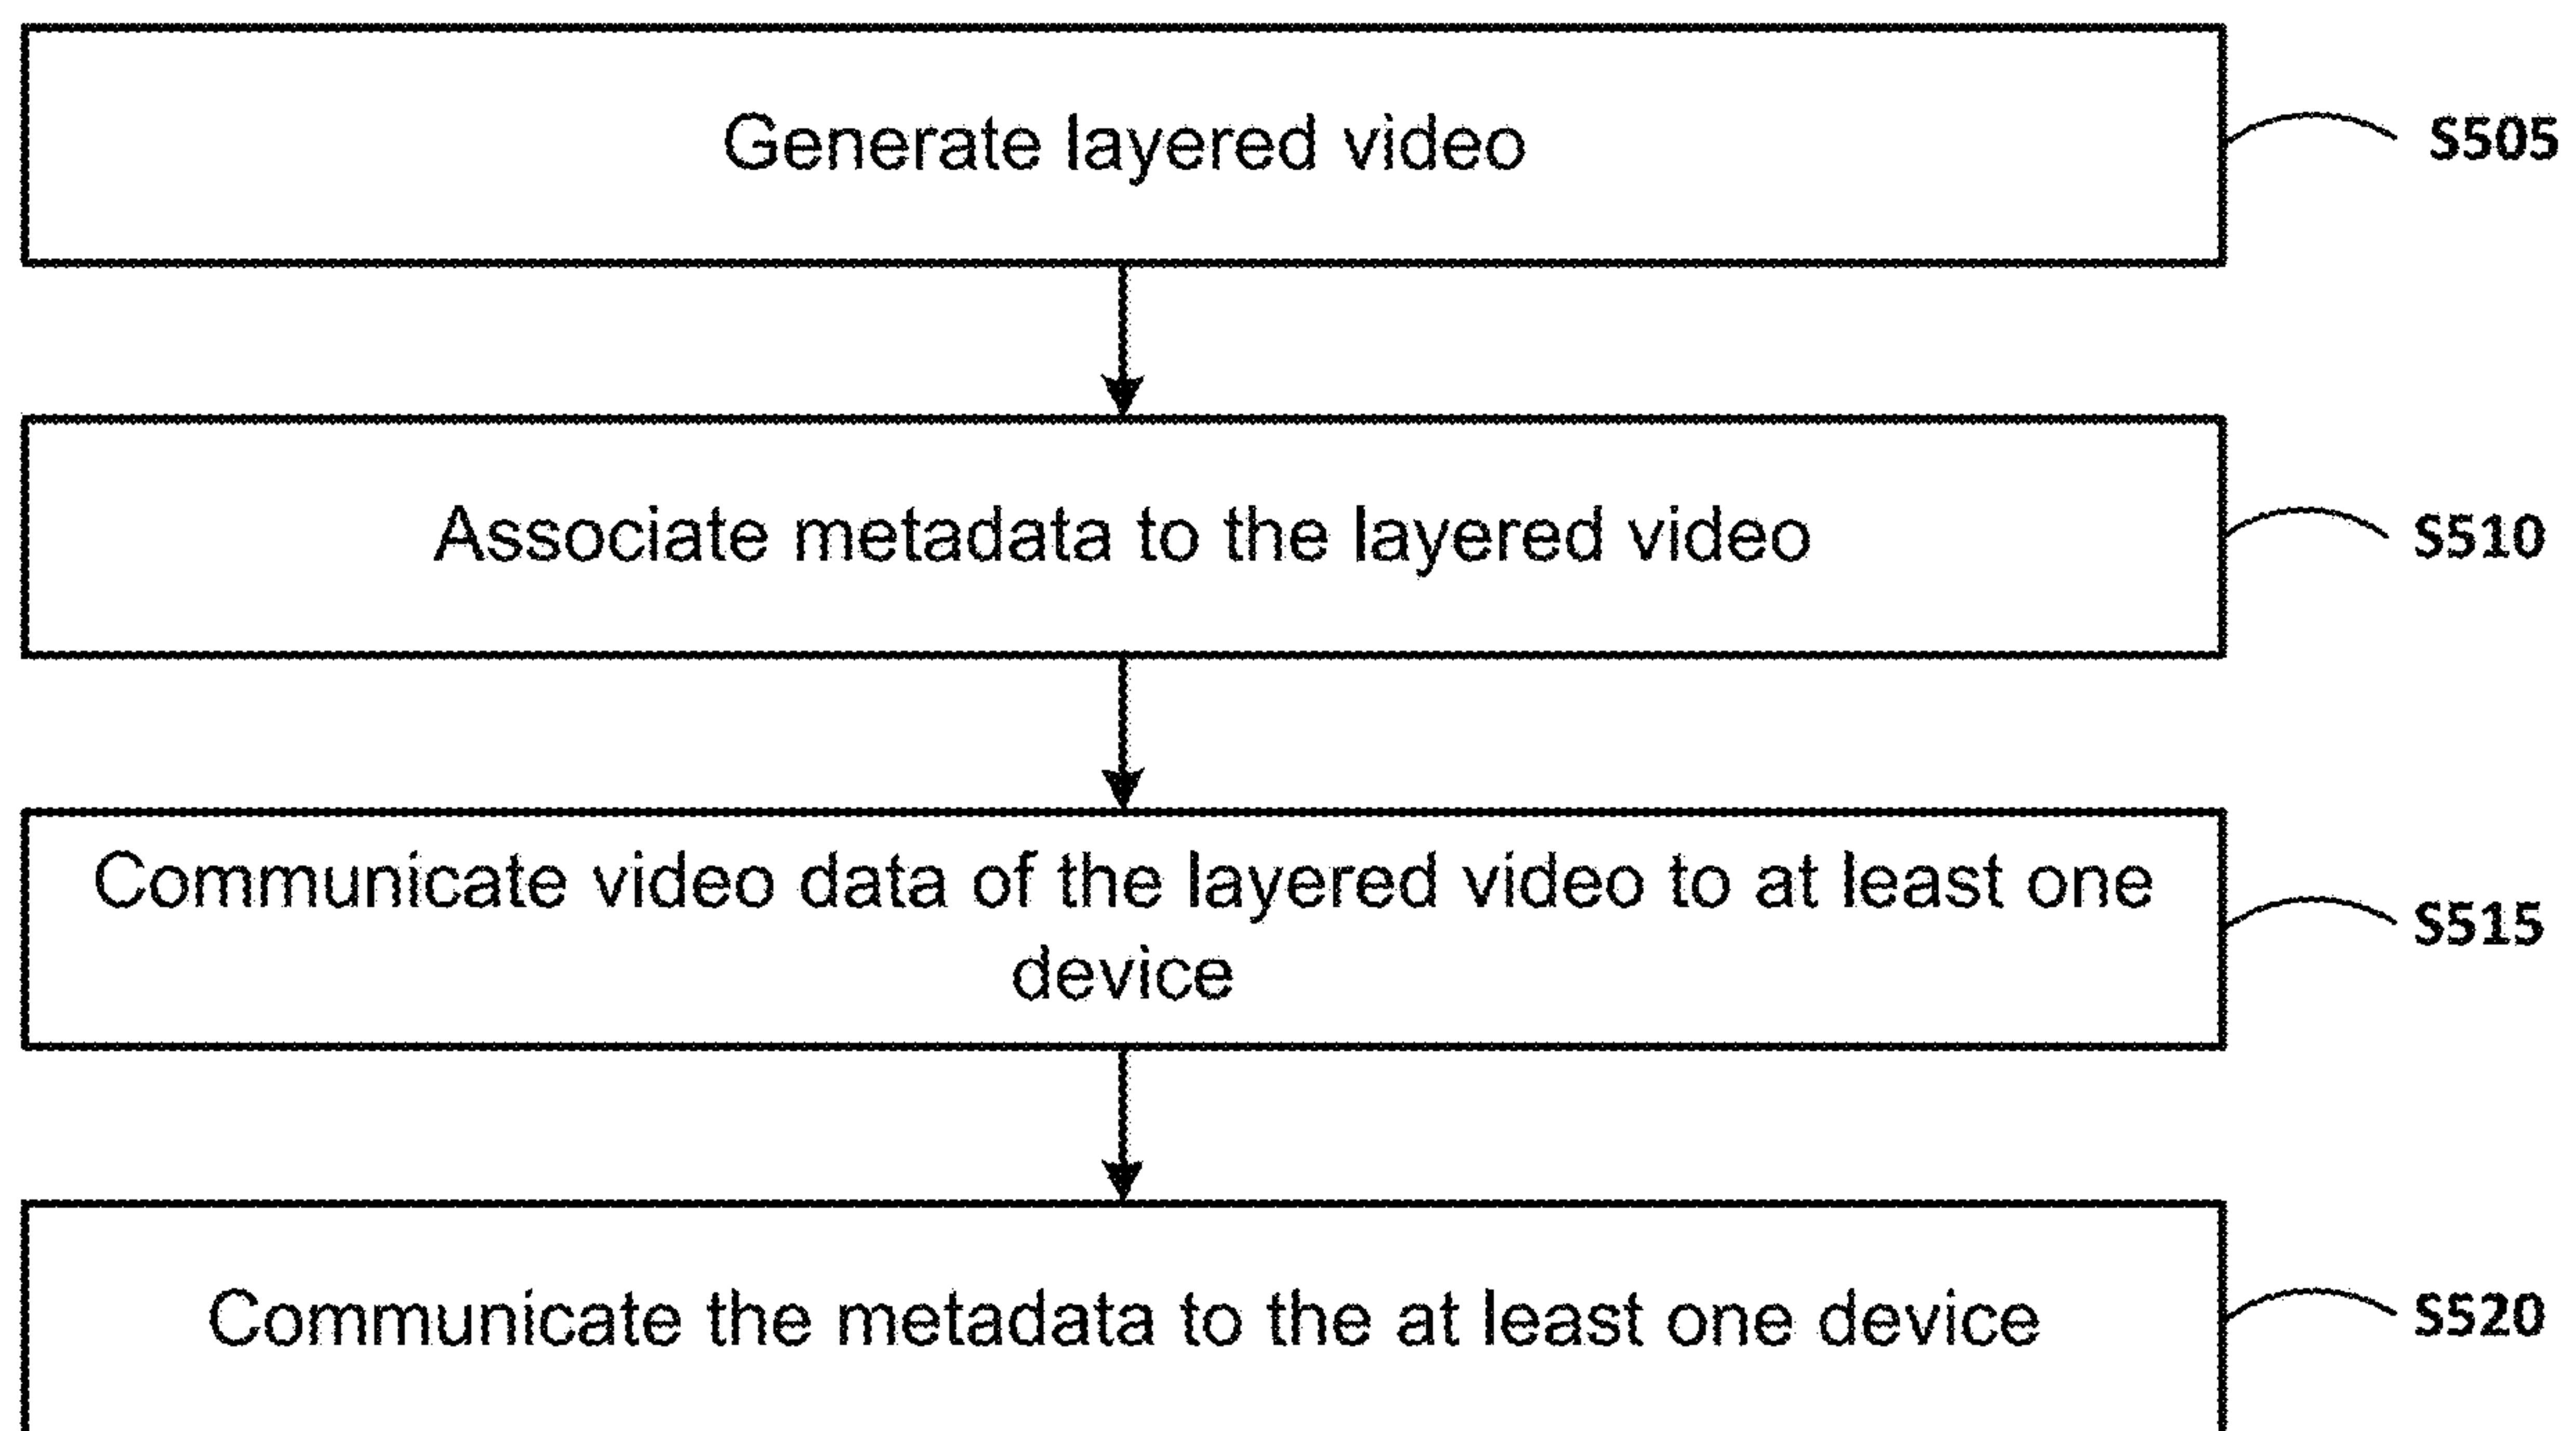 Generate layered video
S505
Associate metadata to the layered video
S510
Communicate video data of the layered video to at least one
device
S515
Communicate the metadata to the at least one device
S520